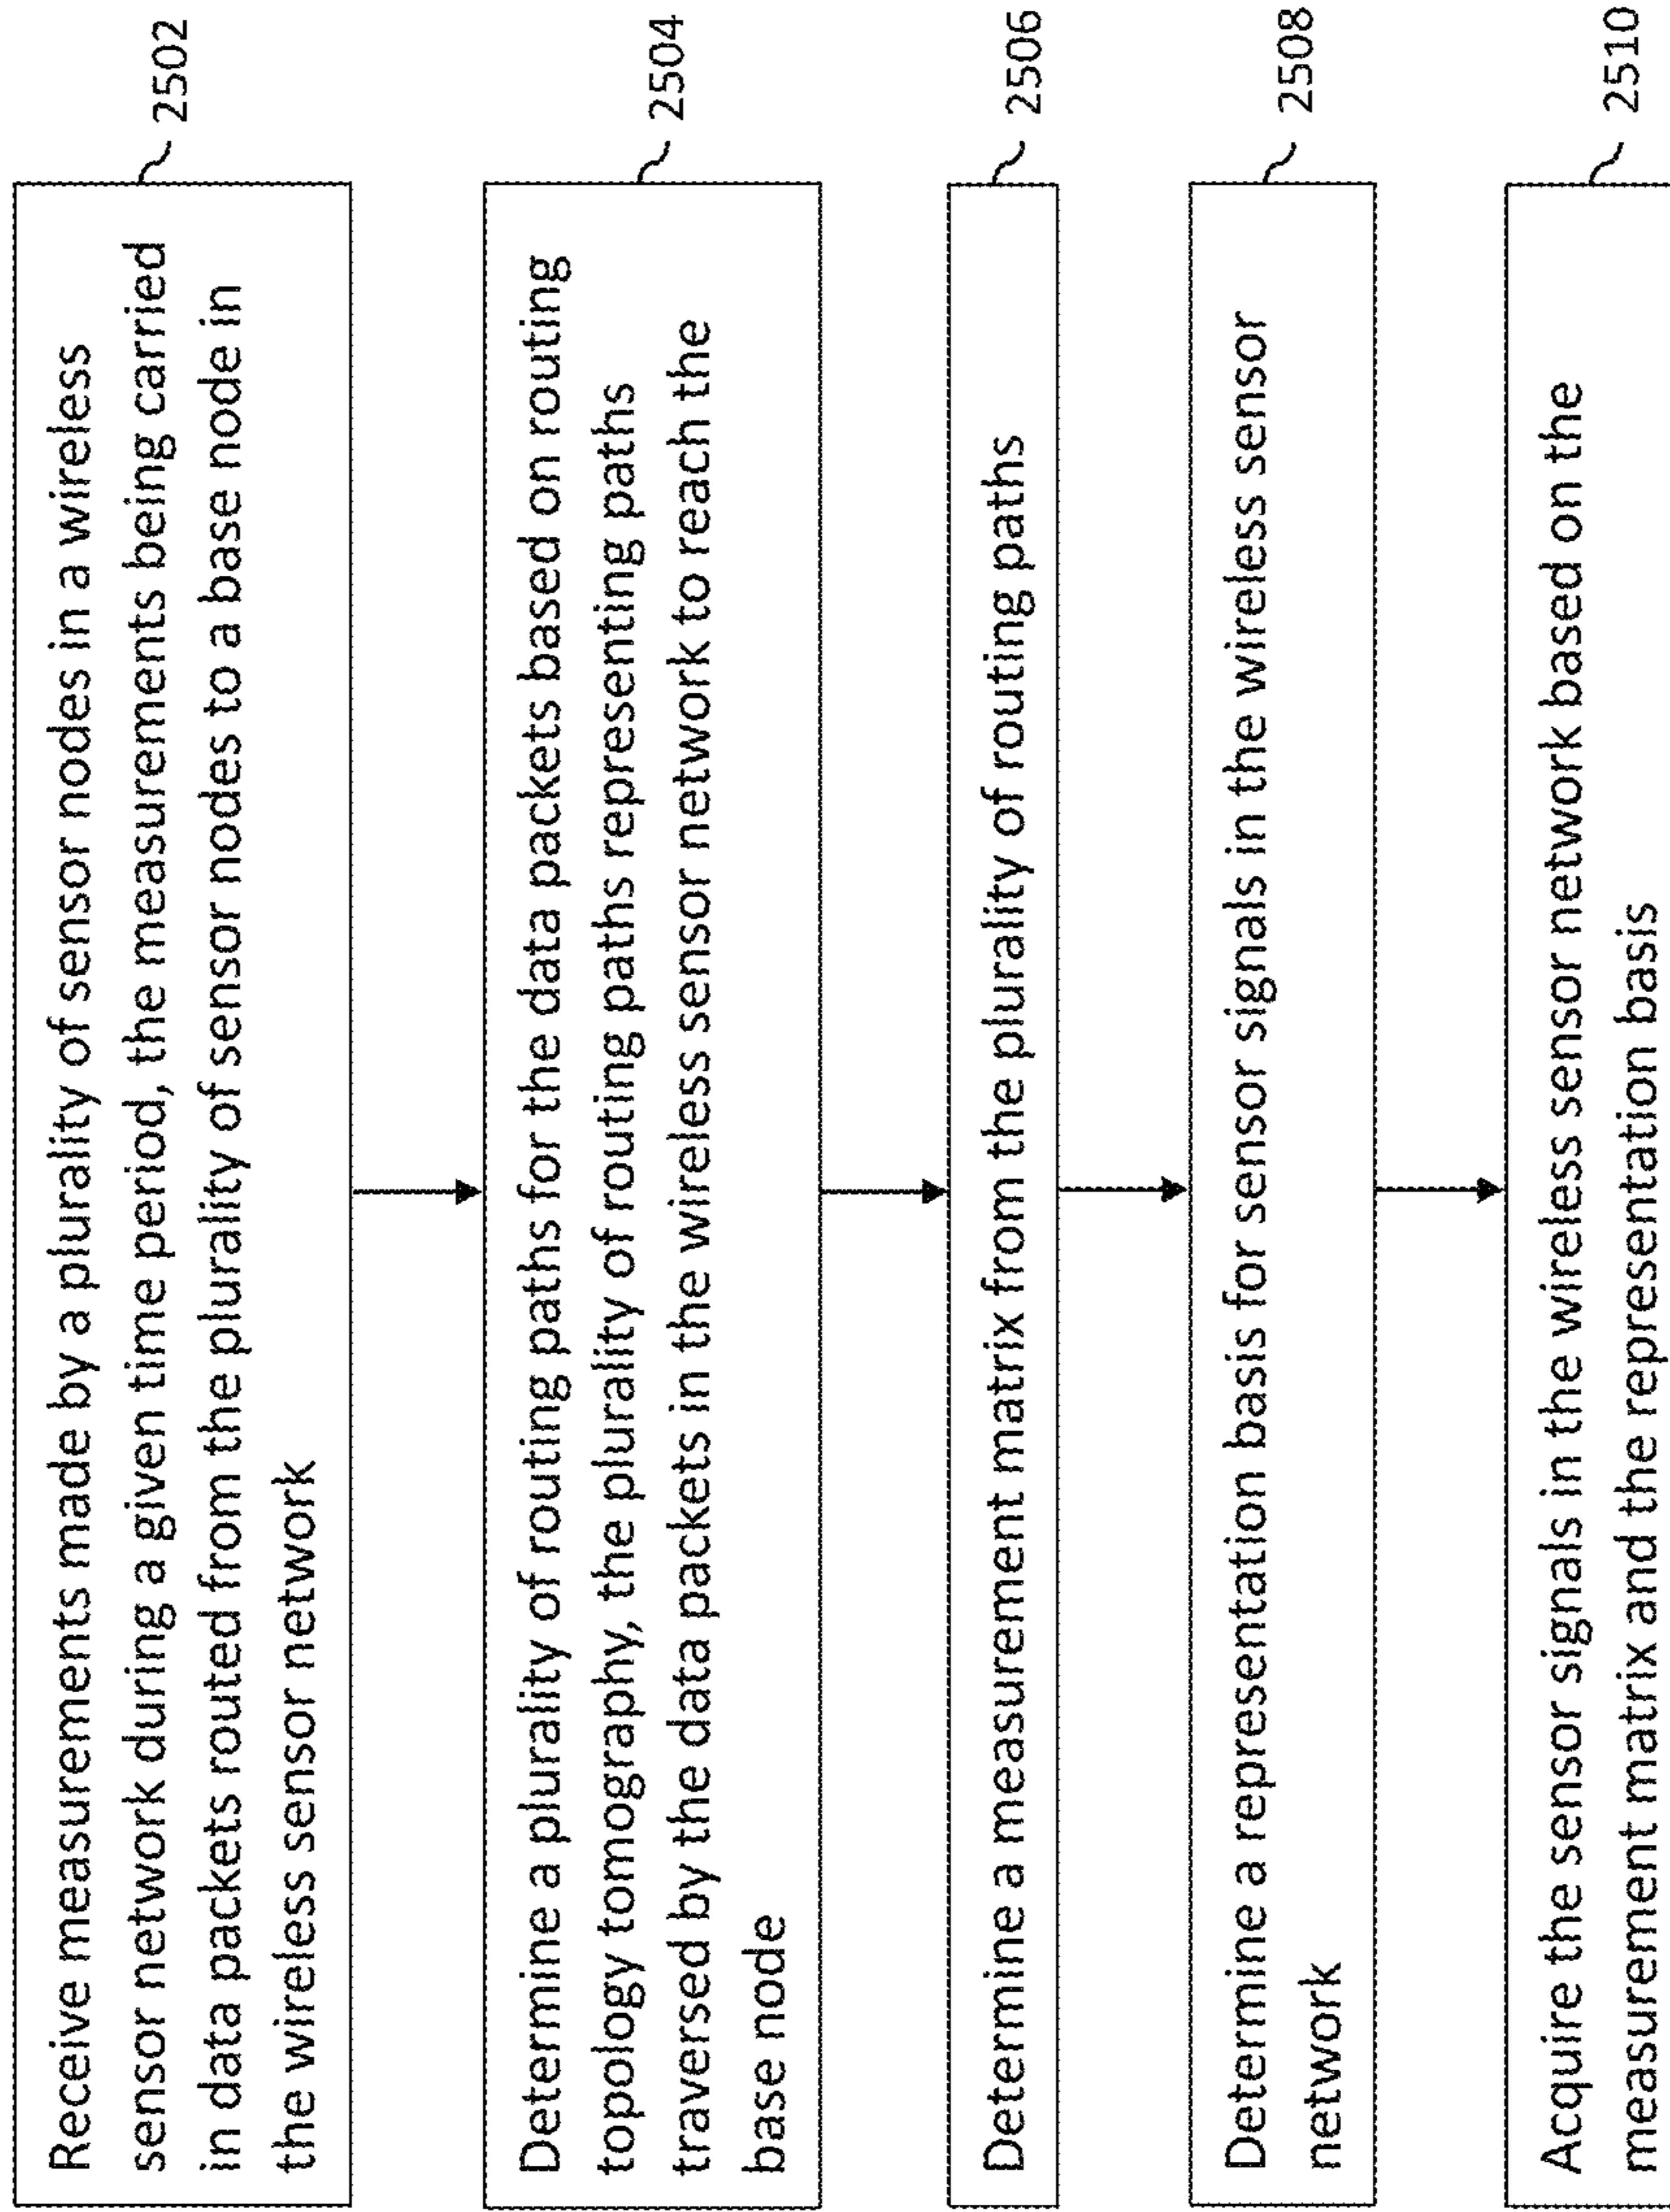 Receive measurements made by a plurality of sensor nodes in a wireless
sensor network during a given time period, the measurements being carried
in data packets routed from the plurality of sensor nodes to a base node in
the wireless sensor network
2502
Determine a plurality of routing paths for the data packets based on routing
topology tomography, the plurality of routing paths representing paths
traversed by the data packets in the wireless sensor network to reach the
base node
2504
Determine a measurement matrix from the plurality of routing paths
2506
Determine a representation basis for sensor signals in the wireless sensor
network
2508
Acquire the sensor signals in the wireless sensor network based on the
measurement matrix and the representation basis
2510